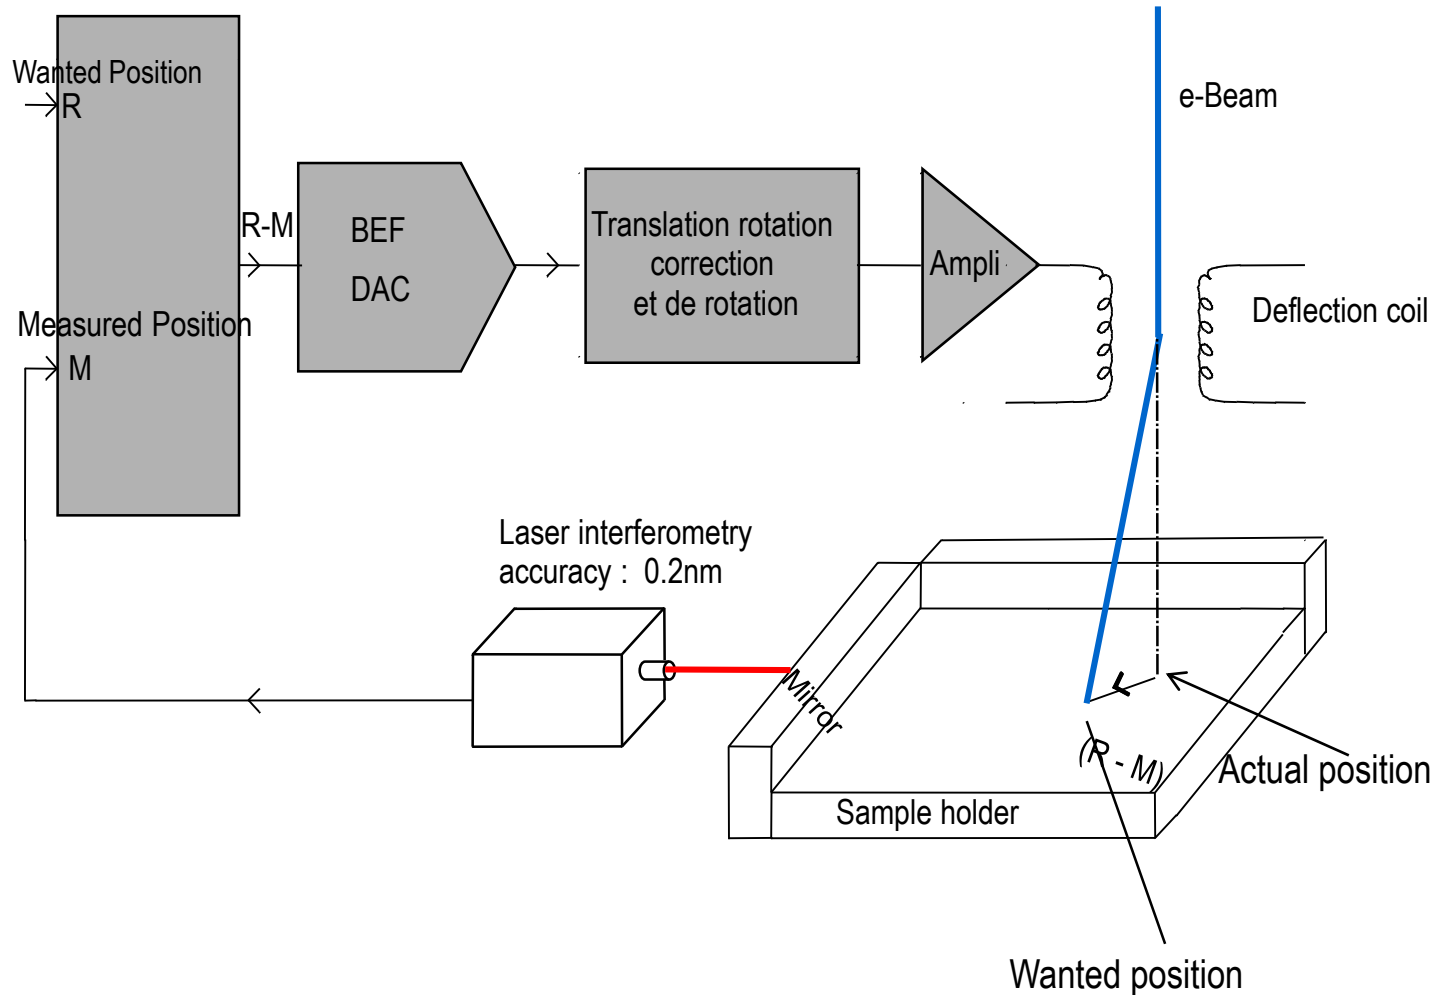 Wanted Position
R
e-Beam
R-M
BEF
DAC
Translation rotation
correction
et de rotation
Ampli
Deflection coil
Measured Position
M
Laser interferometry
accuracy : 0.2nm
Mirror
(R - M)
Actual position
Sample holder
Wanted position